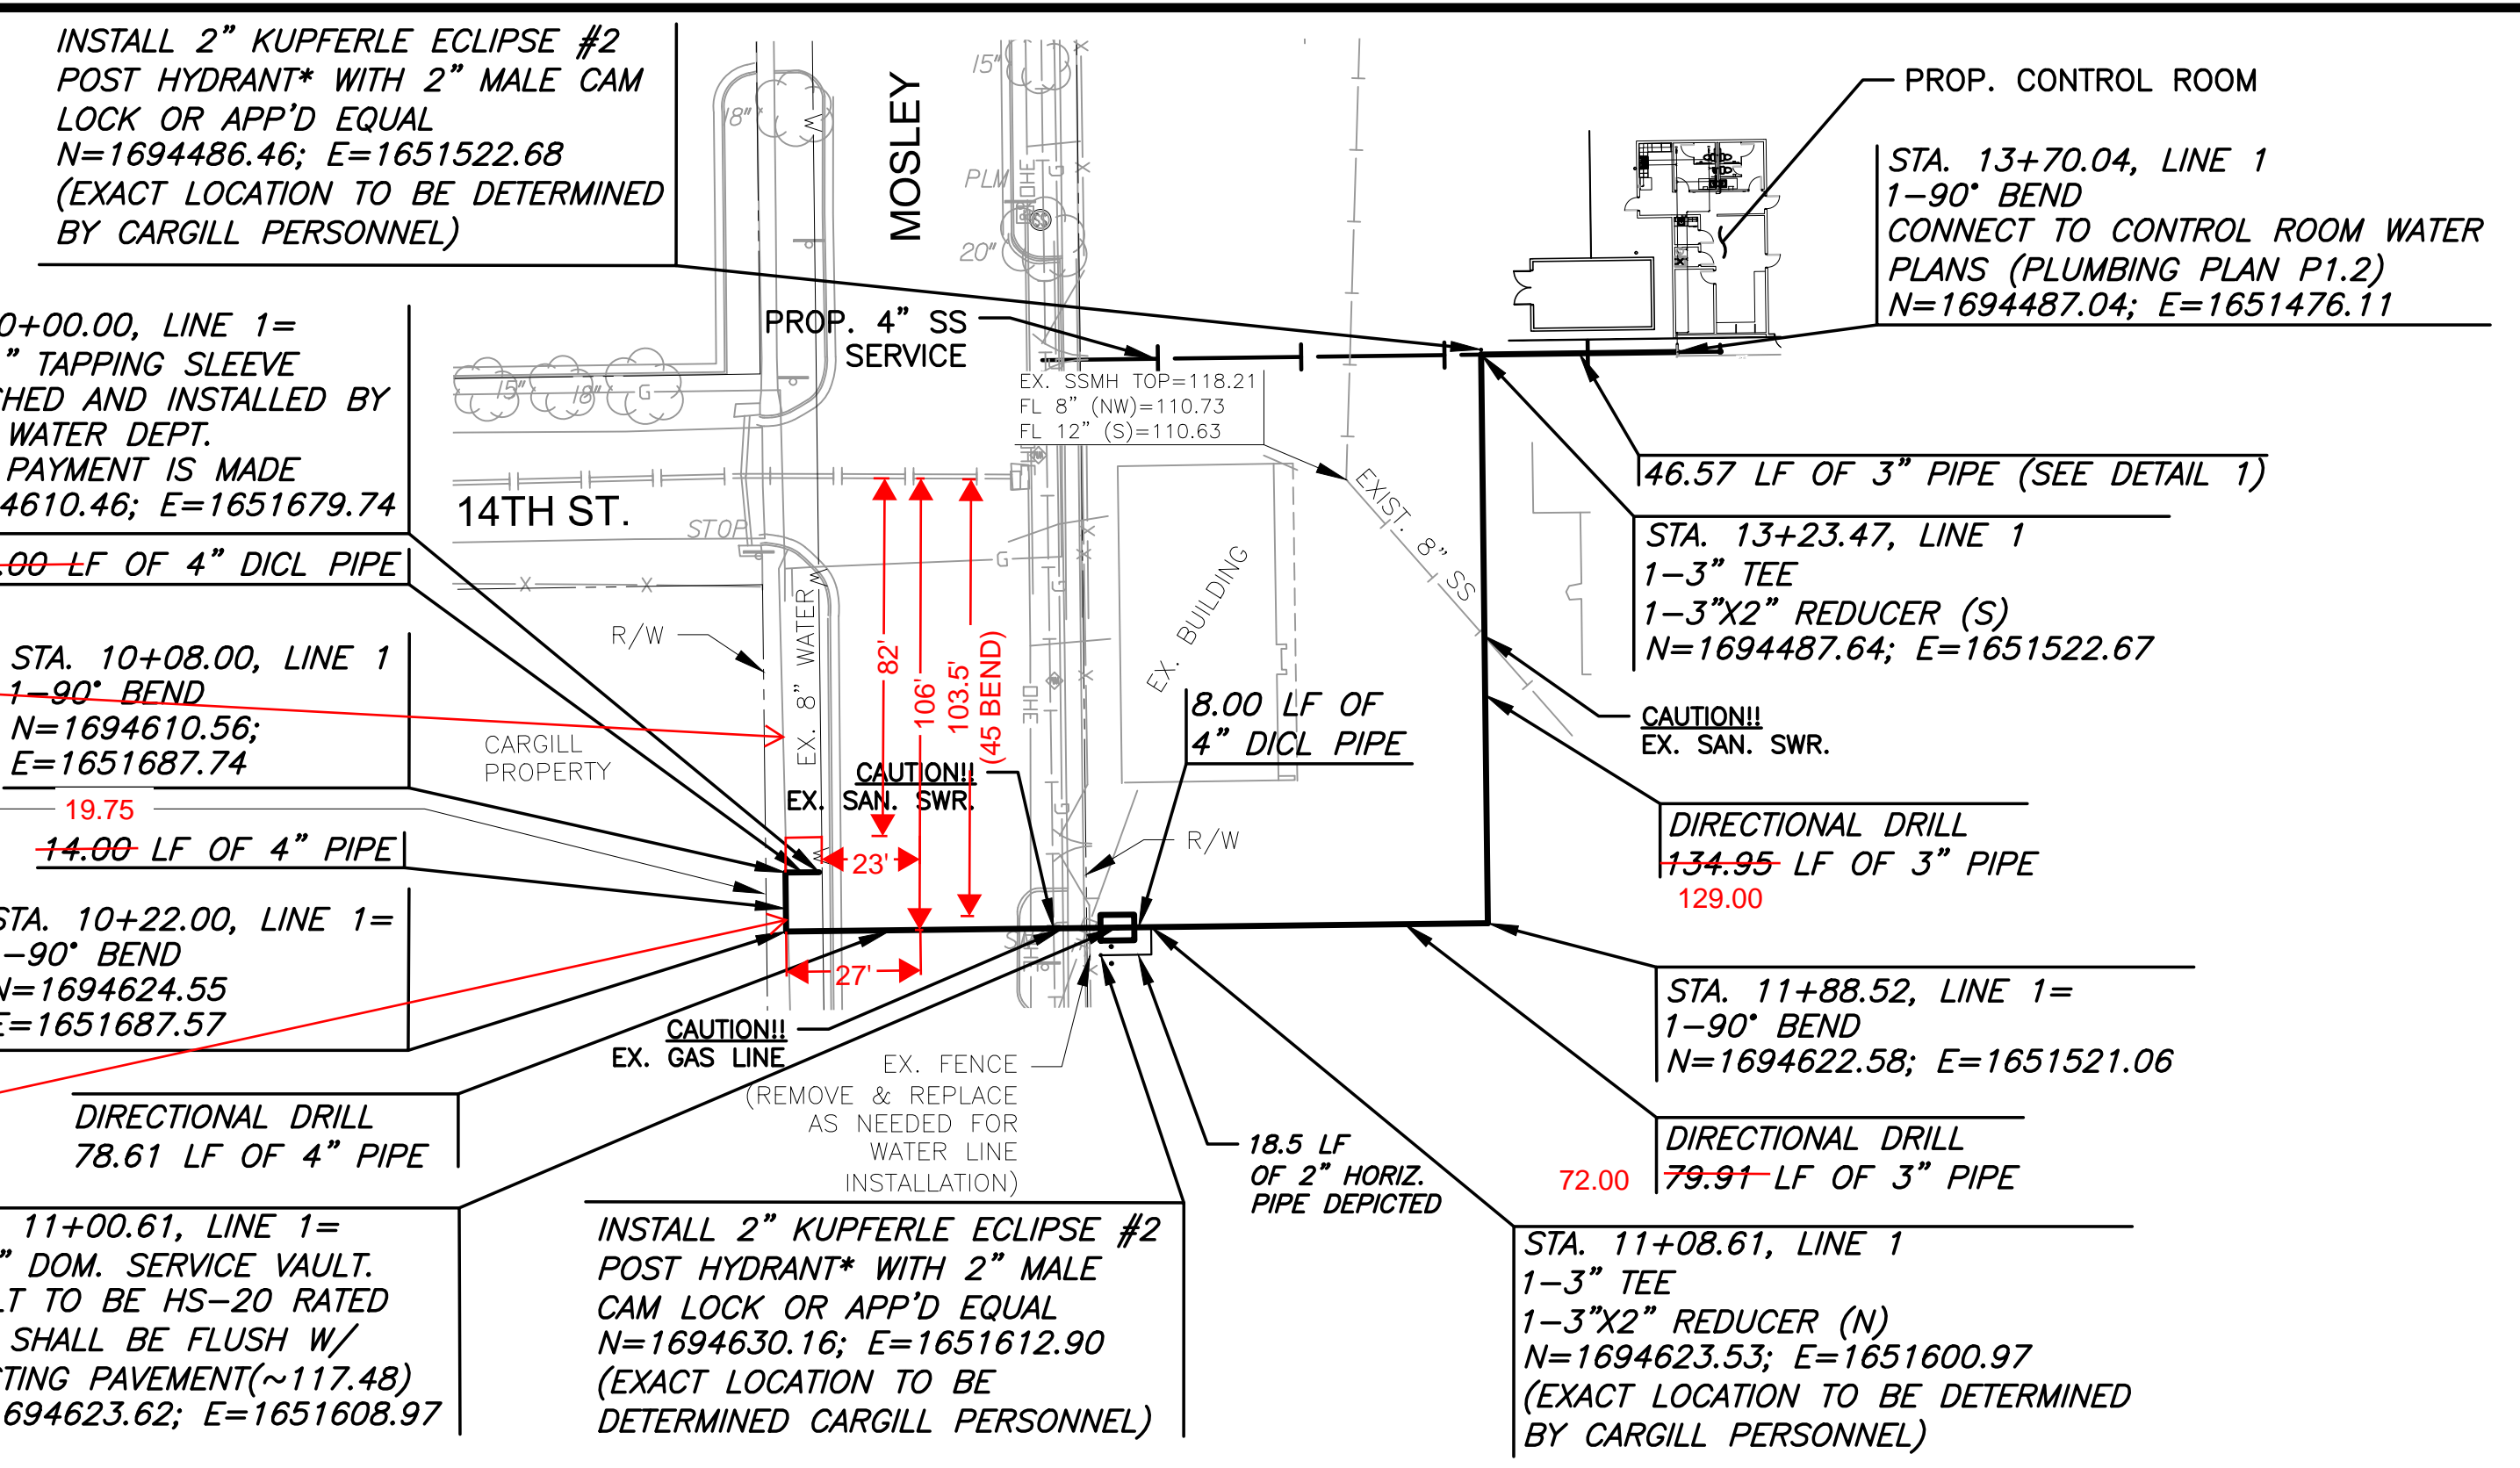 INSTALL 2" KUPFERLE ECLIPSE #2
POST HYDRANT* WITH 2" MALE CAM
LOCK OR APP'D EQUAL
N=1694486.46; E=1651522.68
(EXACT LOCATION TO BE DETERMINED
BY CARGILL PERSONNEL)
MOSLEY
18"
15"
PLM
OHE
G
20"
PROP. CONTROL ROOM
STA. 13+70.04, LINE 1
1-90° BEND
CONNECT TO CONTROL ROOM WATER
PLANS (PLUMBING PLAN P1.2)
N=1694487.04; E=1651476.11
0+00.00, LINE 1=
" TAPPING SLEEVE
HED AND INSTALLED BY
WATER DEPT.
PAYMENT IS MADE
4610.46; E=1651679.74
PROP. 4" SS
SERVICE
EX. SSMH TOP=118.21
FL 8" (NW)=110.73
FL 12" (S)=110.63
15"
18"
G
14TH ST.
STOP
.00 LF OF 4" DICL PIPE
46.57 LF OF 3" PIPE (SEE DETAIL 1)
STA. 13+23.47, LINE 1
1-3" TEE
1-3"X2" REDUCER (S)
N=1694487.64; E=1651522.67
EXIST. 8" SS
EX. BUILDING
R/W
EX. 8" WATER
82'
106'
103.5'
(45 BEND)
OHE
STA. 10+08.00, LINE 1
1-90° BEND
N=1694610.56;
E=1651687.74
CARGILL
PROPERTY
8.00 LF OF
4" DICL PIPE
CAUTION!!
EX. SAN. SWR.
CAUTION!!
EX. SAN. SWR.
19.75
14.00 LF OF 4" PIPE
23'
R/W
DIRECTIONAL DRILL
134.95 LF OF 3" PIPE
129.00
STA. 10+22.00, LINE 1=
-90° BEND
N=1694624.55
E=1651687.57
27'
CAUTION!!
EX. GAS LINE
EX. FENCE
(REMOVE & REPLACE
AS NEEDED FOR
WATER LINE
INSTALLATION)
STA. 11+88.52, LINE 1=
1-90° BEND
N=1694622.58; E=1651521.06
DIRECTIONAL DRILL
78.61 LF OF 4" PIPE
18.5 LF
OF 2" HORIZ.
PIPE DEPICTED
DIRECTIONAL DRILL
72.00 79.91 LF OF 3" PIPE
11+00.61, LINE 1=
" DOM. SERVICE VAULT.
LT TO BE HS-20 RATED
SHALL BE FLUSH W/
TING PAVEMENT(~117.48)
694623.62; E=1651608.97
INSTALL 2" KUPFERLE ECLIPSE #2
POST HYDRANT* WITH 2" MALE
CAM LOCK OR APP'D EQUAL
N=1694630.16; E=1651612.90
(EXACT LOCATION TO BE
DETERMINED CARGILL PERSONNEL)
STA. 11+08.61, LINE 1
1-3" TEE
1-3"X2" REDUCER (N)
N=1694623.53; E=1651600.97
(EXACT LOCATION TO BE DETERMINED
BY CARGILL PERSONNEL)